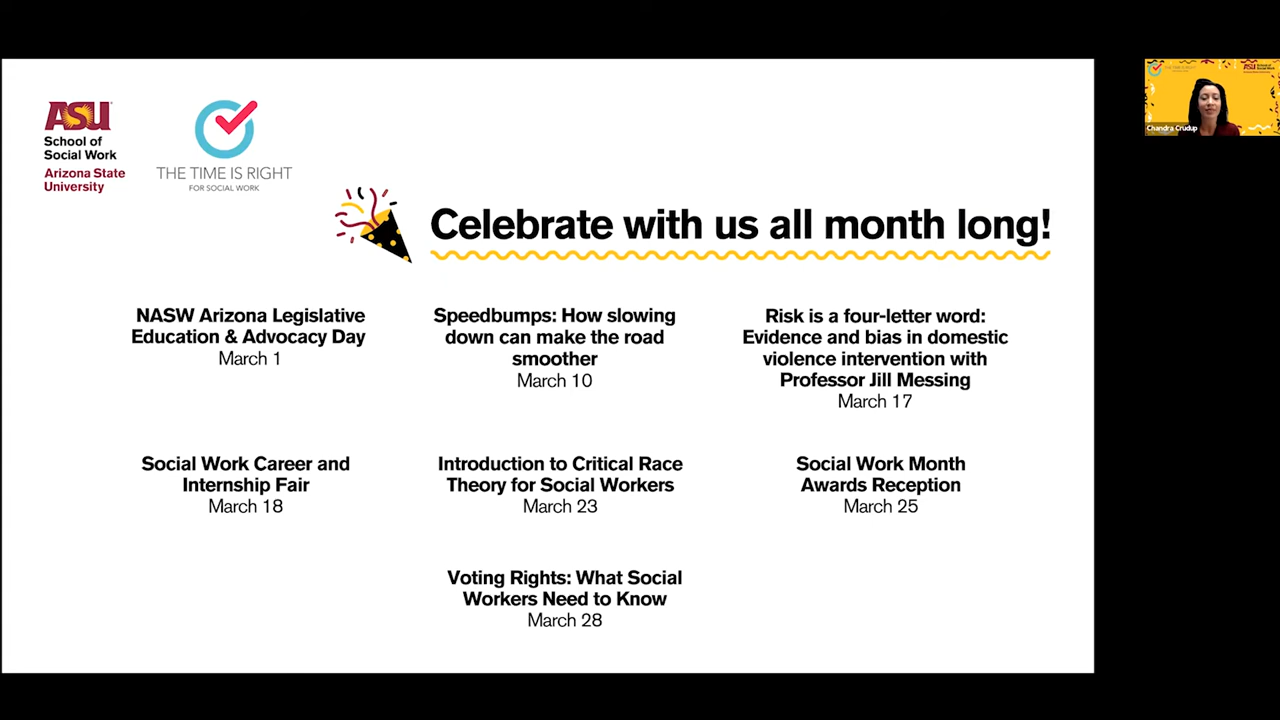 ASU
School of
Social Work
Arizona State
University
THE TIME IS RIGHT
FOR SOCIAL WORK
Celebrate with us all month long!
NASW Arizona Legislative
Education & Advocacy Day
March 1
Speedbumps: How slowing
down can make the road
smoother
March 10
Risk is a four-letter word:
Evidence and bias in domestic
violence intervention with
Professor Jill Messing
March 17
Social Work Career and
Internship Fair
March 18
Introduction to Critical Race
Theory for Social Workers
March 23
Social Work Month
Awards Reception
March 25
Voting Rights: What Social
Workers Need to Know
March 28
ASU School of
Social Work
Chandra Crudup